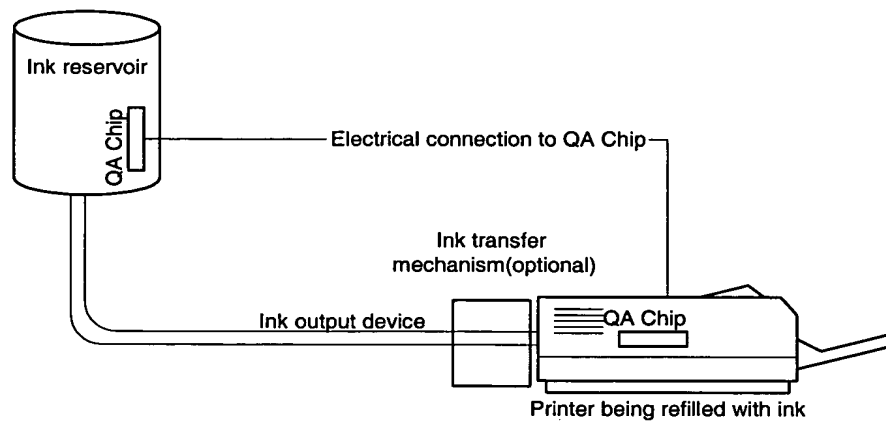 Ink reservoir
QA Chip
Electrical connection to QA Chip
Ink transfer
mechanism(optional)
Ink output device
QA Chip
Printer being refilled with ink